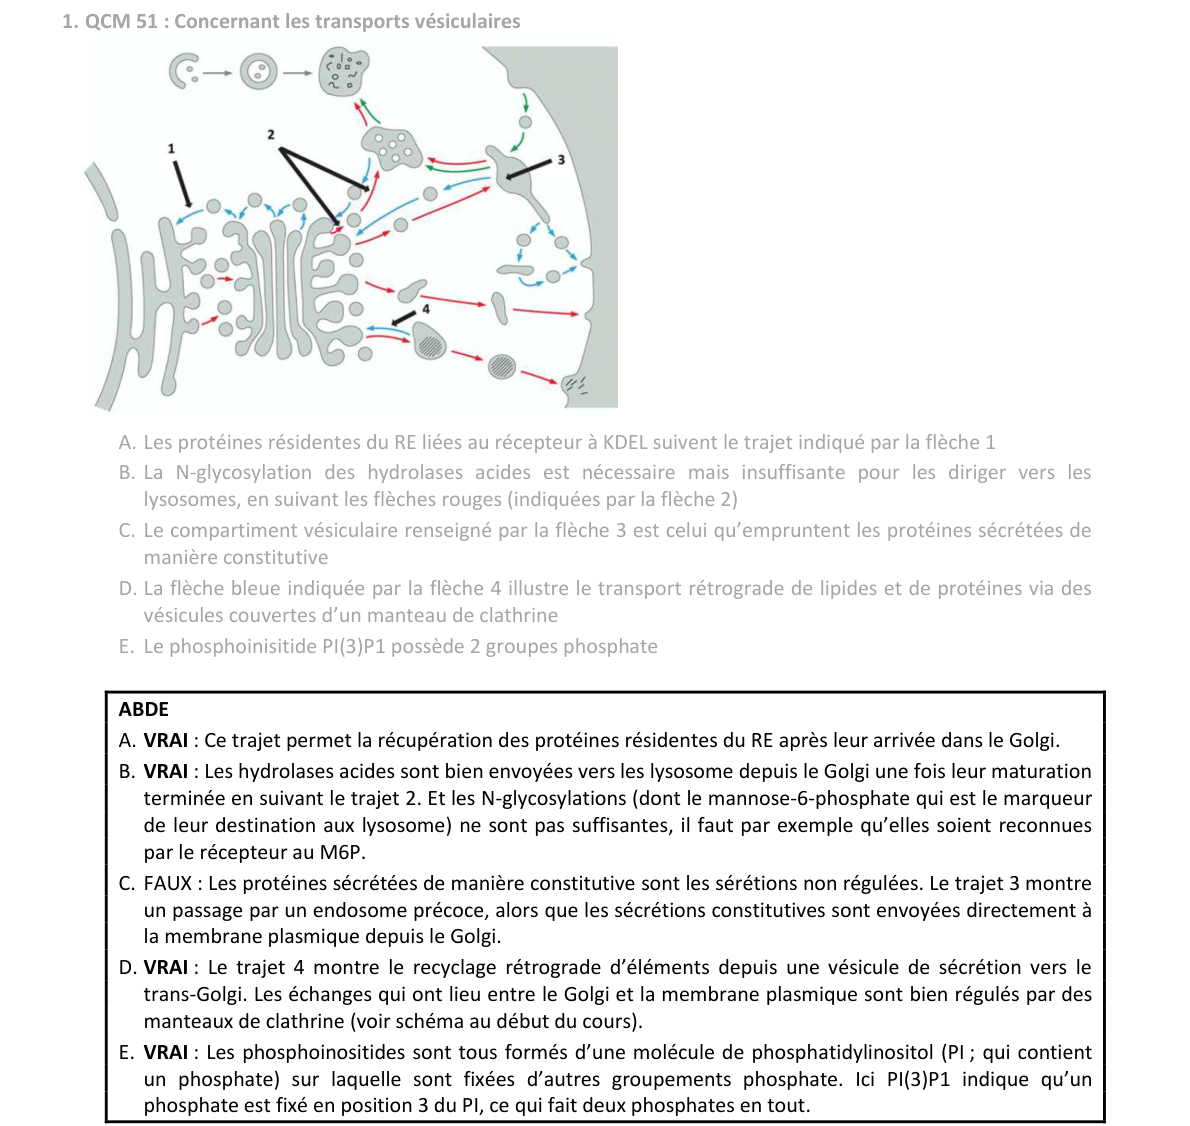 1. QCM 51 : Concernant les transports vésiculaires
2
1
3
4
A. Les protéines résidentes du RE liées au récepteur à KDEL suivent le trajet indiqué par la flèche 1
B. La N-glycosylation des hydrolases acides est nécessaire mais insuffisante pour les diriger vers les
lysosomes, en suivant les flèches rouges (indiquées par la flèche 2)
C. Le compartiment vésiculaire renseigné par la flèche 3 est celui qu’empruntent les protéines sécrétées de
manière constitutive
D. La flèche bleue indiquée par la flèche 4 illustre le transport rétrograde de lipides et de protéines via des
vésicules couvertes d’un manteau de clathrine
E. Le phosphoinisitide PI(3)P1 possède 2 groupes phosphate
ABDE
A. VRAI : Ce trajet permet la récupération des protéines résidentes du RE après leur arrivée dans le Golgi.
B. VRAI : Les hydrolases acides sont bien envoyées vers les lysosome depuis le Golgi une fois leur maturation
terminée en suivant le trajet 2. Et les N-glycosylations (dont le mannose-6-phosphate qui est le marqueur
de leur destination aux lysosome) ne sont pas suffisantes, il faut par exemple qu’elles soient reconnues
par le récepteur au M6P.
C. FAUX : Les protéines sécrétées de manière constitutive sont les sérétions non régulées. Le trajet 3 montre
un passage par un endosome précoce, alors que les sécrétions constitutives sont envoyées directement à
la membrane plasmique depuis le Golgi.
D. VRAI : Le trajet 4 montre le recyclage rétrograde d’éléments depuis une vésicule de sécrétion vers le
trans-Golgi. Les échanges qui ont lieu entre le Golgi et la membrane plasmique sont bien régulés par des
manteaux de clathrine (voir schéma au début du cours).
E. VRAI : Les phosphoinositides sont tous formés d’une molécule de phosphatidylinositol (PI ; qui contient
un phosphate) sur laquelle sont fixées d’autres groupements phosphate. Ici PI(3)P1 indique qu’un
phosphate est fixé en position 3 du PI, ce qui fait deux phosphates en tout.